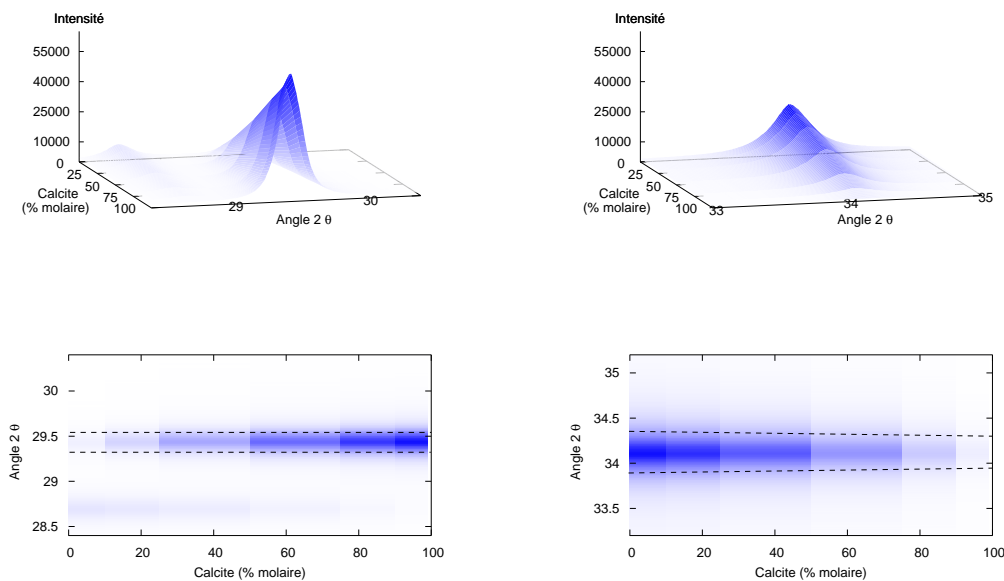 Intensité
55000
40000
25000
10000
0
25
50
75
100
Calcite
(% molaire)
29
30
Angle 2 θ
Intensité
55000
40000
25000
10000
0
25
50
75
100
Calcite
(% molaire)
33
34
35
Angle 2 θ
30
29.5
29
28.5
Angle 2 θ
0 20 40 60 80 100
Calcite (% molaire)
35
34.5
34
33.5
Angle 2 θ
0 20 40 60 80 100
Calcite (% molaire)